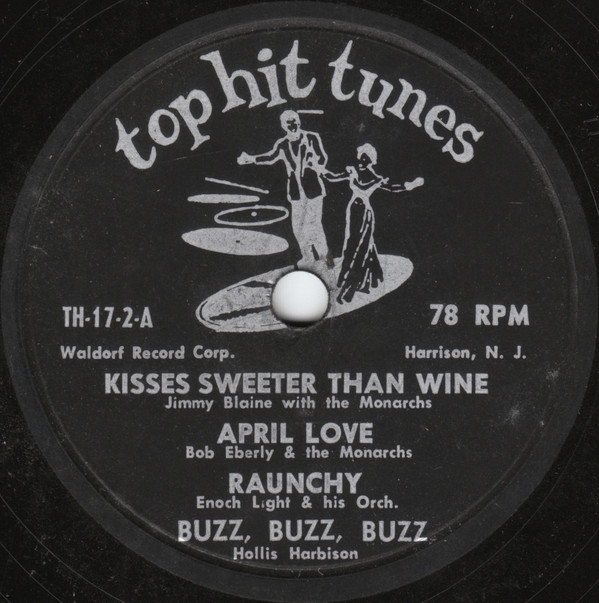 top hit tunes
TH-17-2-A
78 RPM
Waldorf Record Corp.
Harrison, N. J.
KISSES SWEETER THAN WINE
Jimmy Blaine with the Monarchs
APRIL LOVE
Bob Eberly & the Monarchs
RAUNCHY
Enoch Light & his Orch.
BUZZ, BUZZ, BUZZ
Hollis Harbison